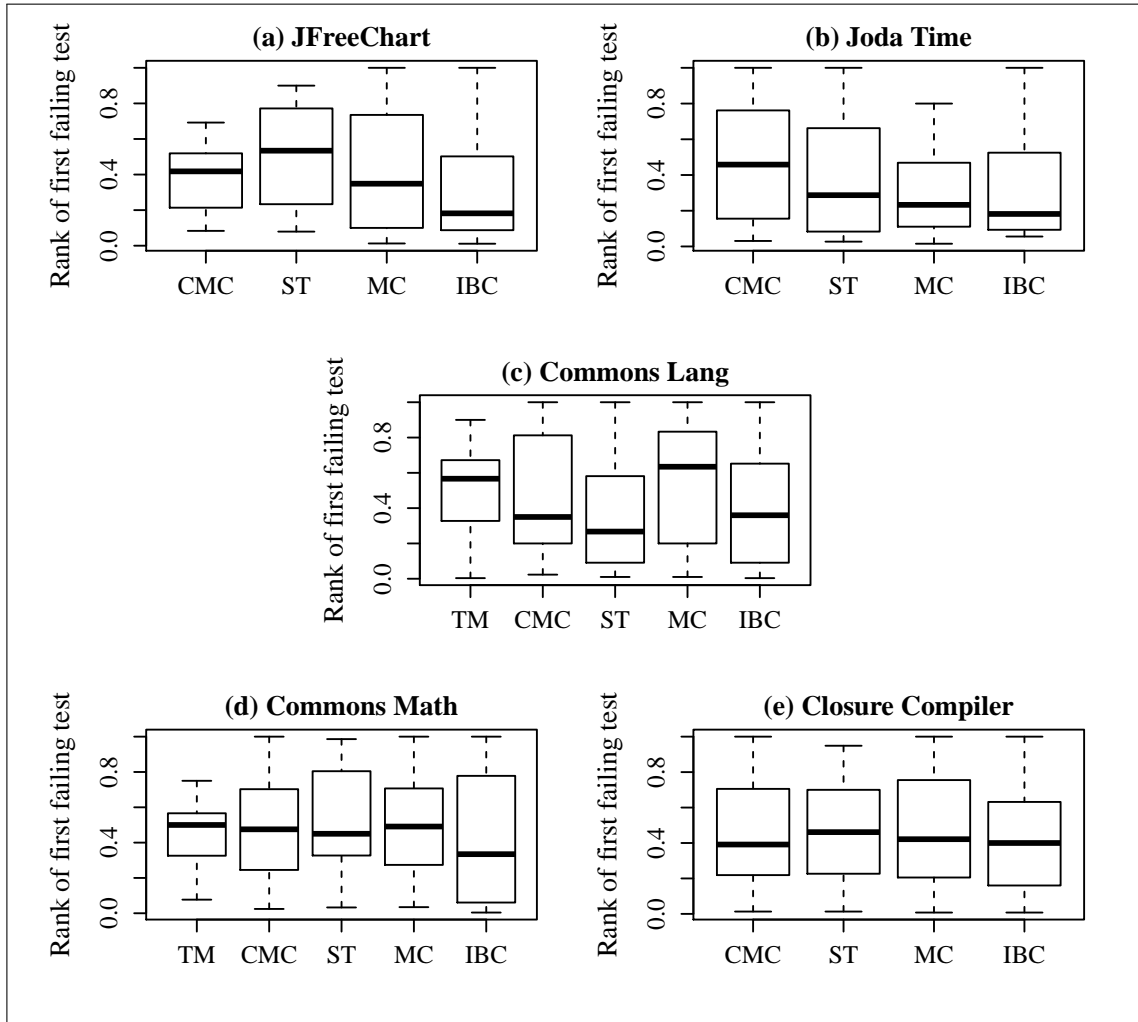 (a) JFreeChart
Rank of first failing test
0.8
0.4
0.0
CMC ST MC IBC
(b) Joda Time
Rank of first failing test
0.8
0.4
0.0
CMC ST MC IBC
(c) Commons Lang
Rank of first failing test
0.8
0.4
0.0
TM CMC ST MC IBC
(d) Commons Math
Rank of first failing test
0.8
0.4
0.0
TM CMC ST MC IBC
(e) Closure Compiler
Rank of first failing test
0.8
0.4
0.0
CMC ST MC IBC